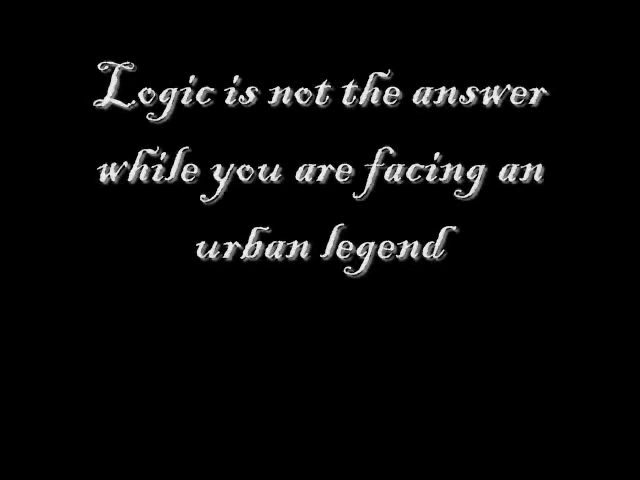 Logic is not the answer
while you are facing an
urban legend